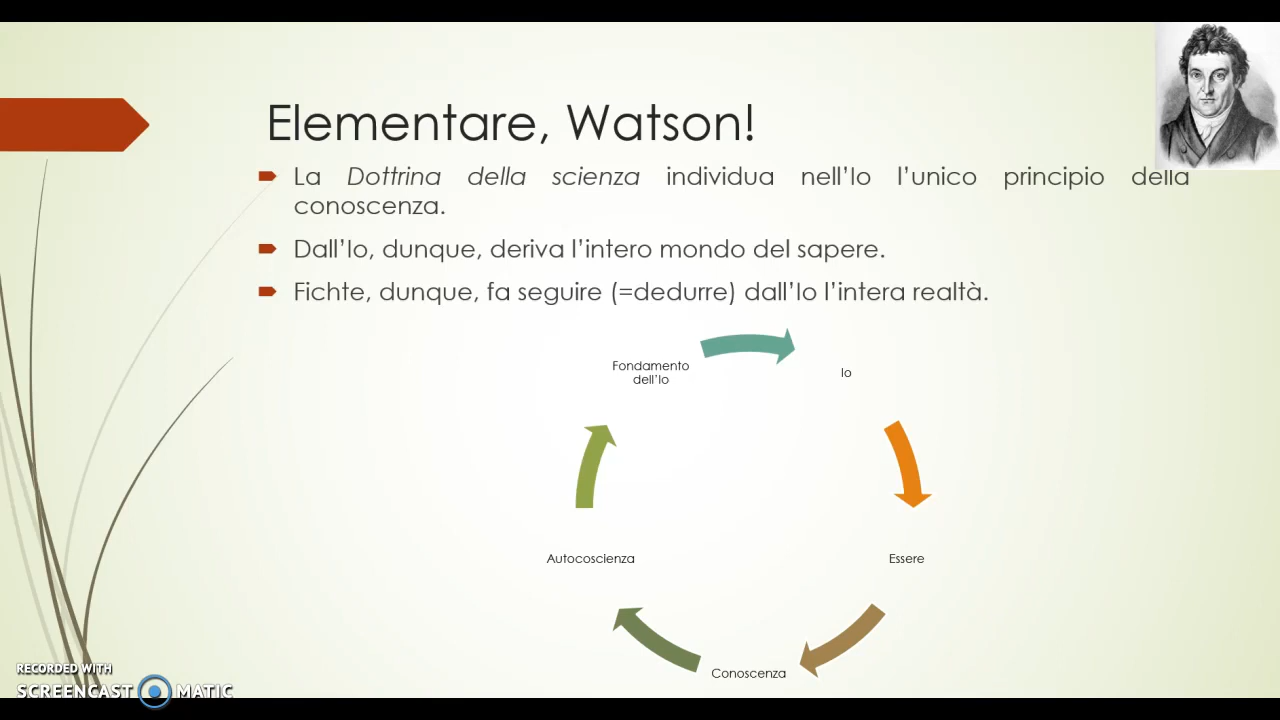 Elementare, Watson!
La Dottrina della scienza individua nell'Io l'unico principio della
conoscenza.
Dall'Io, dunque, deriva l'intero mondo del sapere.
Fichte, dunque, fa seguire (=dedurre) dall'Io l'intera realtà.
Fondamento
dell'Io
Io
Autocoscienza
Essere
Conoscenza
RECORDED WITH
SCREENCAST MATIC